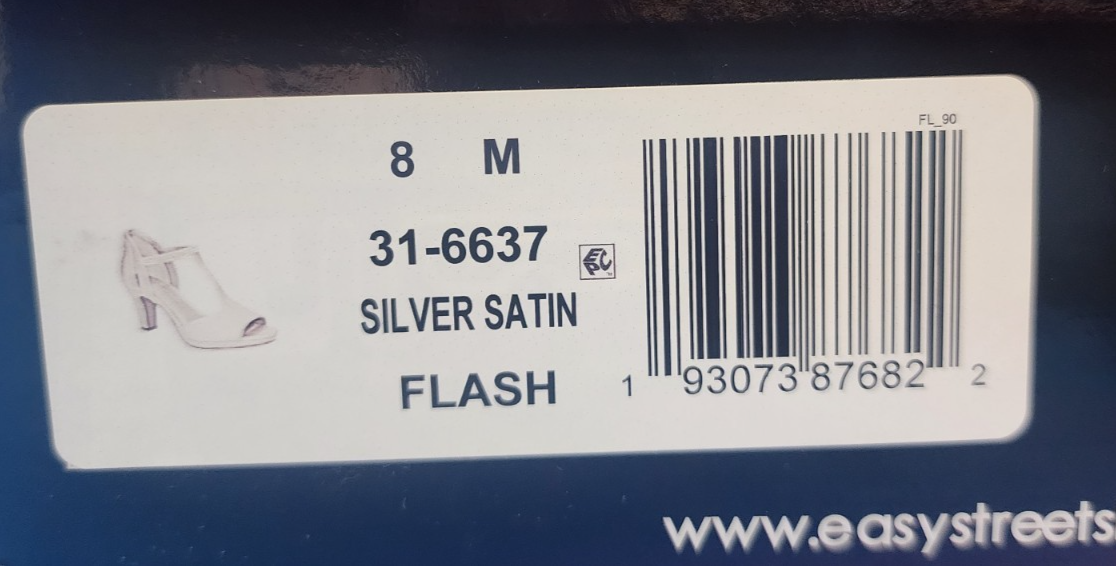 FL_90
8 M
31-6637
SILVER SATIN
FLASH
1 93073 87682 2
www.easystreets